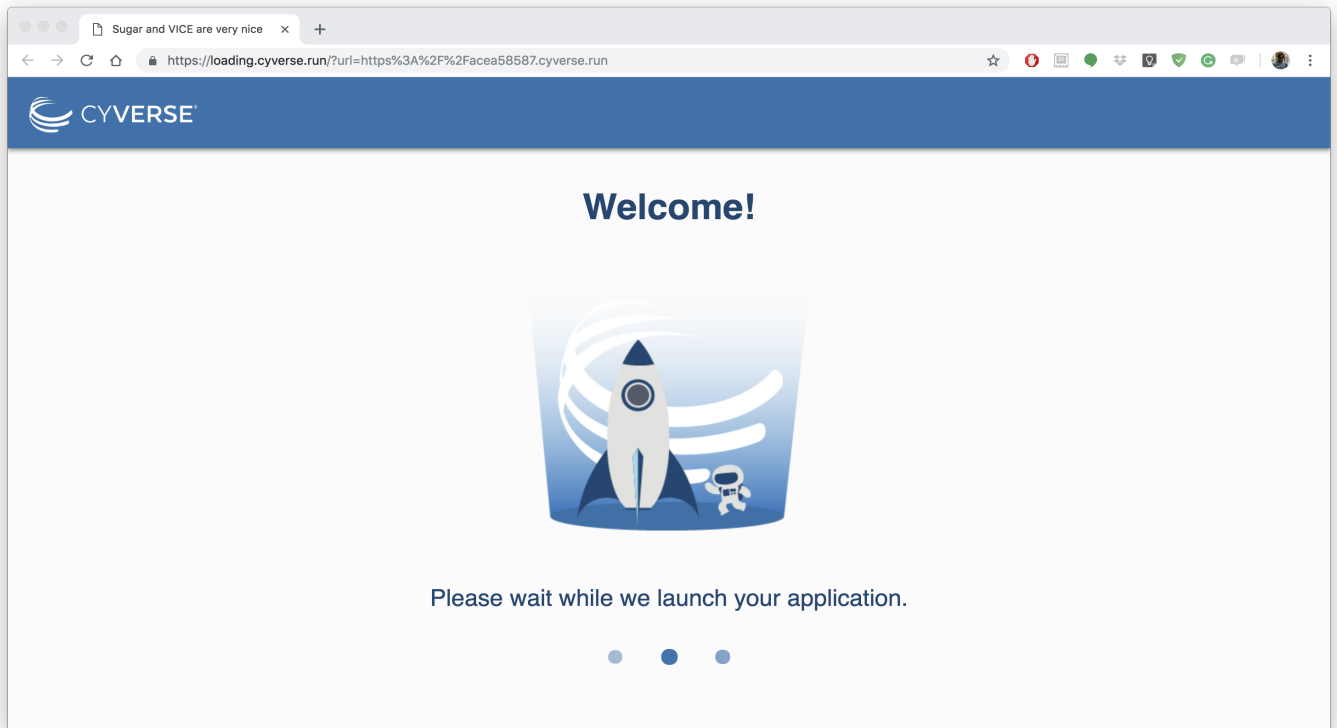 Sugar and VICE are very nice
https://loading.cyverse.run/?url=https%3A%2F%2Facea58587.cyverse.run
CYVERSE®
Welcome!
Please wait while we launch your application.